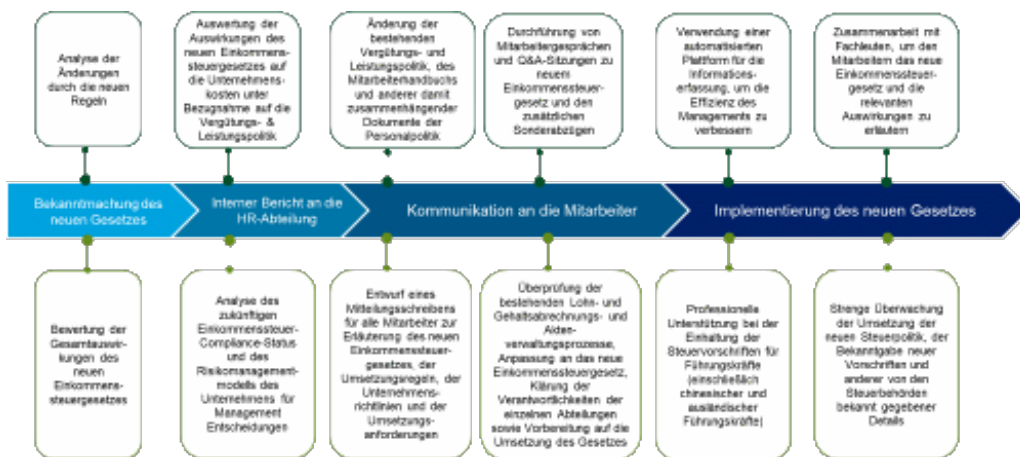 Analyse der
Änderungen
durch die neuen
Regeln
Auswertung der
Auswirkungen des
neuen Einkommens-
steuergesetzes auf
die Unternehmens-
kosten unter
Bezugnahme auf die
Vergütungs- &
Leistungspolitik
Änderung der
bestehenden
Vergütungs- und
Leistungspolitik, des
Mitarbeiterhandbuchs
und anderer damit
zusammenhängender
Dokumente der
Personalpolitik
Durchführung von
Mitarbeitergesprächen
und Q&A-Sitzungen zu
neuem
Einkommenssteuer-
gesetz und den
zusätzlichen
Sonderabzügen
Verwendung einer
automatisierten
Plattform für die
Informations-
erfassung, um die
Effizienz des
Managements zu
verbessern
Zusammenarbeit mit
Fachleuten, um den
Mitarbeitern das neue
Einkommenssteuer-
gesetz und die
relevanten
Auswirkungen zu
erläutern
Bekanntmachung des
neuen Gesetzes
Interner Bericht an die
HR-Abteilung
Kommunikation an die Mitarbeiter
Implementierung des neuen Gesetzes
Bewertung der
Gesamtauswir-
kungen des
neuen
Einkommens-
steuergesetzes
Analyse des
zukünftigen
Einkommenssteuer-
Compliance-Status
und des
Risikomanagement-
modells des
Unternehmens für
Management
Entscheidungen
Entwurf eines
Mitteilungsschreibens
für alle Mitarbeiter zur
Erläuterung des neuen
Einkommenssteuer-
gesetzes, der
Umsetzungsregeln, der
Unternehmens-
richtlinien und der
Umsetzungs-
anforderungen
Überprüfung der
bestehenden Lohn- und
Gehaltsabrechnungs- und
Akten-
verwaltungsprozesse,
Anpassung an das neue
Einkommenssteuergesetz,
Klärung der
Verantwortlichkeiten der
einzelnen Abteilungen
sowie Vorbereitung auf die
Umsetzung des Gesetzes
Professionelle
Unterstützung bei der
Einhaltung der
Steuervorschriften für
Führungskräfte
(einschließlich
chinesischer und
ausländischer
Führungskräfte)
Strenge Überwachung
der Umsetzung der
neuen Steuerpolitik, der
Bekanntgabe neuer
Vorschriften und
anderer von den
Steuerbehörden
bekannt gegebener
Details